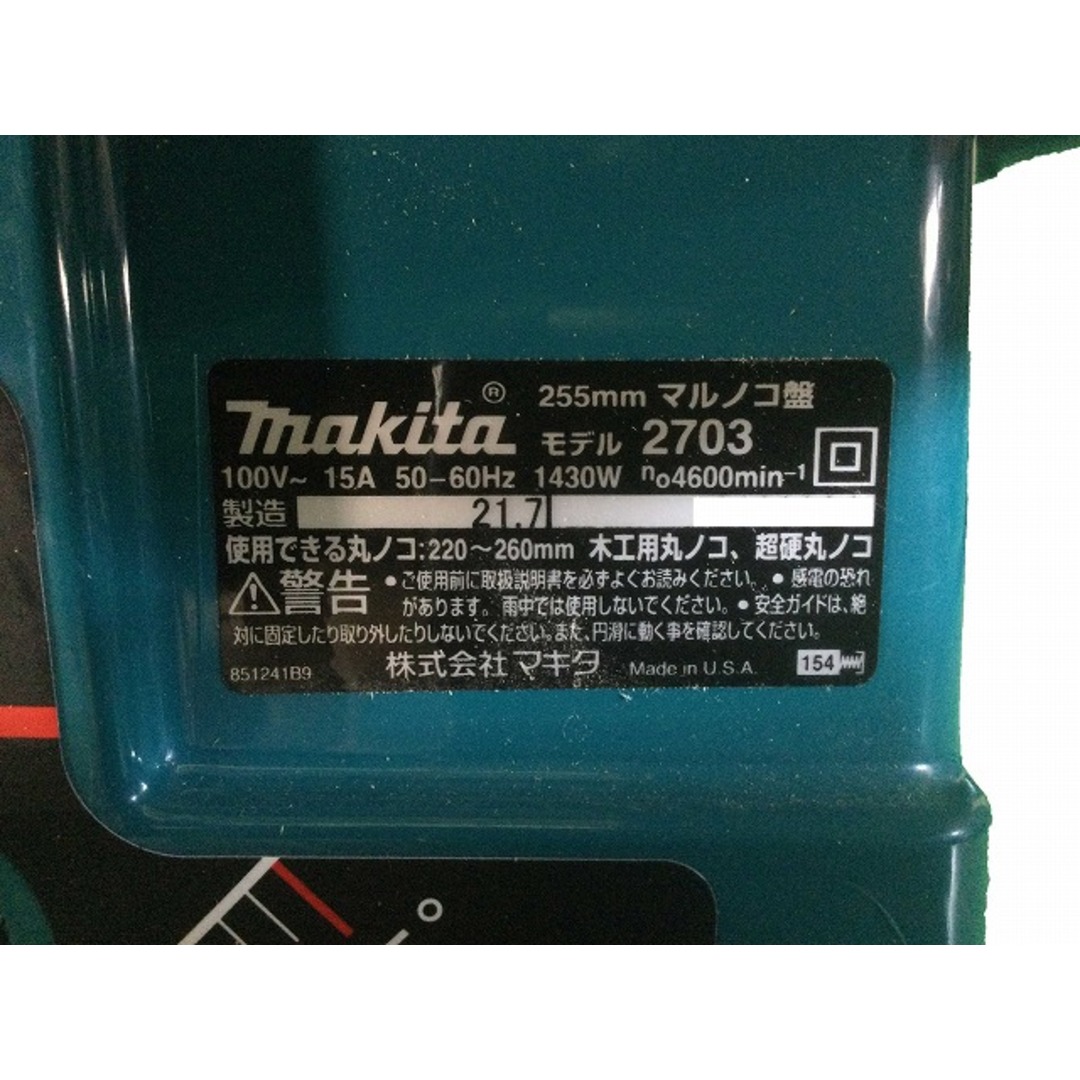 makita® 255mm マルノコ盤
モデル 2703
100V~ 15A 50-60Hz 1430W no4600min-1
製造 21.7
使用できる丸ノコ:220～260mm 木工用丸ノコ、超硬丸ノコ
警告 •ご使用前に取扱説明書を必ずよくお読みください。•感電の恐れ
があります。雨中では使用しないでください。•安全ガイドは、絶
対に固定したり取り外したりしないでください。また、円滑に動く事を確認してください。
851241B9 株式会社 マキタ Made in U.S.A. 154